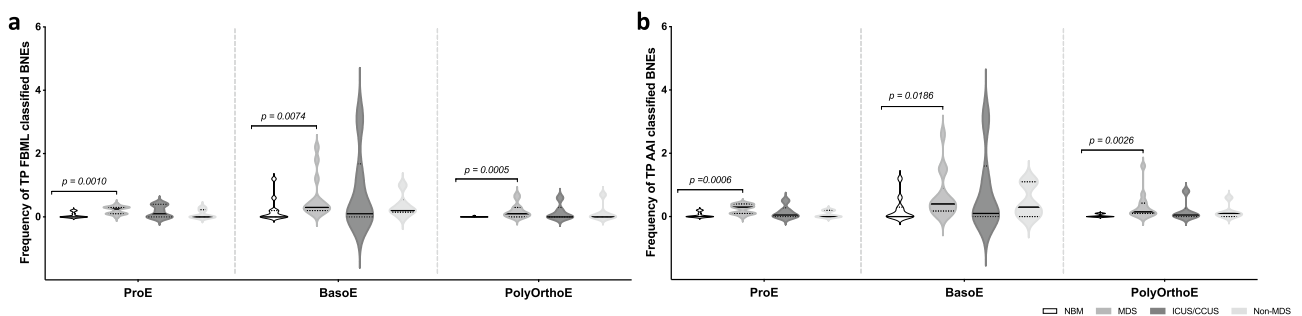 a
Frequency of TP FBML classified BNEs
6
4
2
0
p = 0.0010
p = 0.0074
p = 0.0005
ProE
BasoE
PolyOrthoE
b
Frequency of TP AAI classified BNEs
6
4
2
0
p =0.0006
p = 0.0186
p = 0.0026
ProE
BasoE
PolyOrthoE
NBM MDS ICUS/CCUS Non-MDS